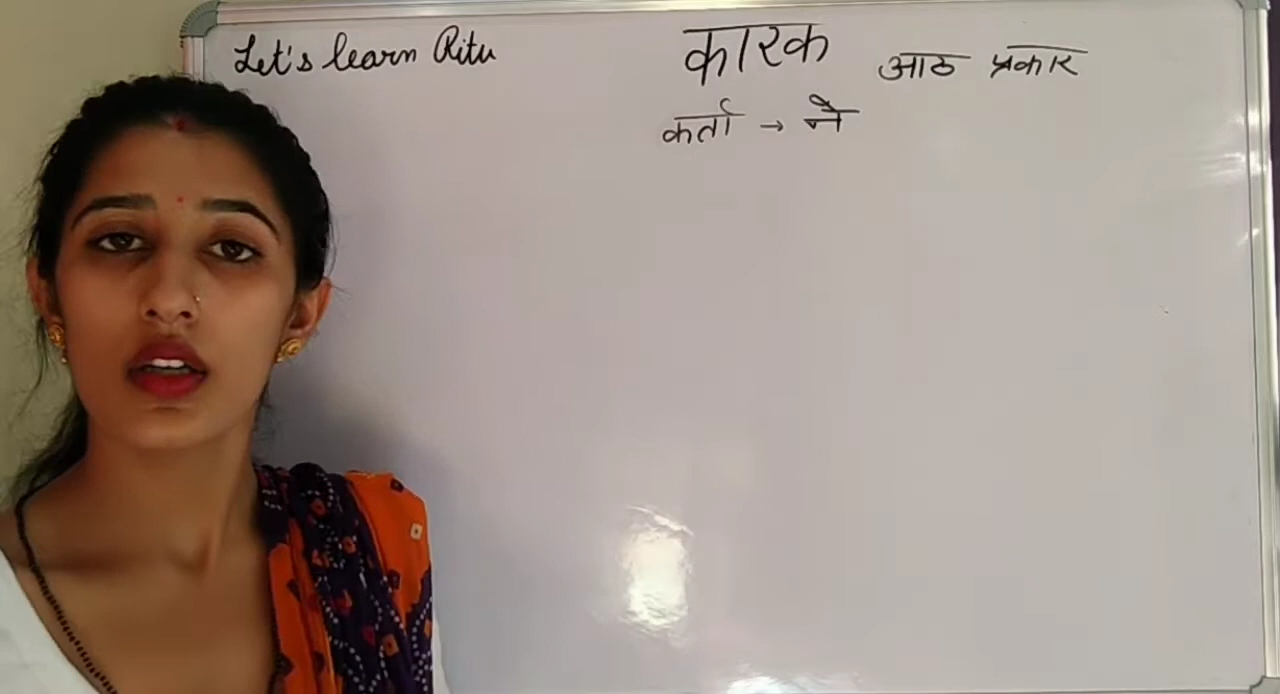 Let's learn Ritu
कारक आठ प्रकार
कर्ता → ने